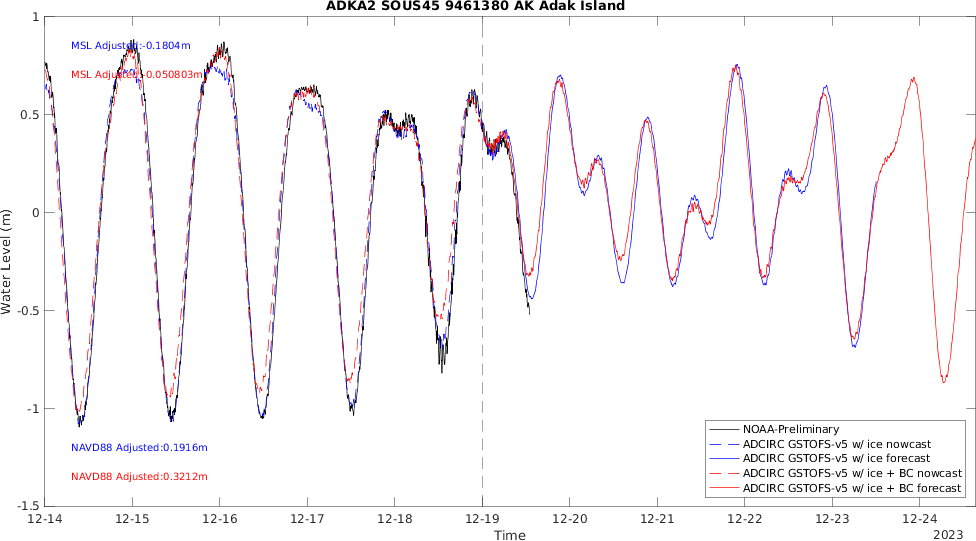 ADKA2 SOUS45 9461380 AK Adak Island
1
MSL Adjusted:-0.1804m
MSL Adjusted:-0.050803m
0.5
0
Water Level (m)
-0.5
-1
NAVD88 Adjusted:0.1916m
NAVD88 Adjusted:0.3212m
-1.5
NOAA-Preliminary
ADCIRC GSTOFS-v5 w/ ice nowcast
ADCIRC GSTOFS-v5 w/ ice forecast
ADCIRC GSTOFS-v5 w/ ice + BC nowcast
ADCIRC GSTOFS-v5 w/ ice + BC forecast
12-14 12-15 12-16 12-17 12-18 12-19 12-20 12-21 12-22 12-23 12-24
Time
2023